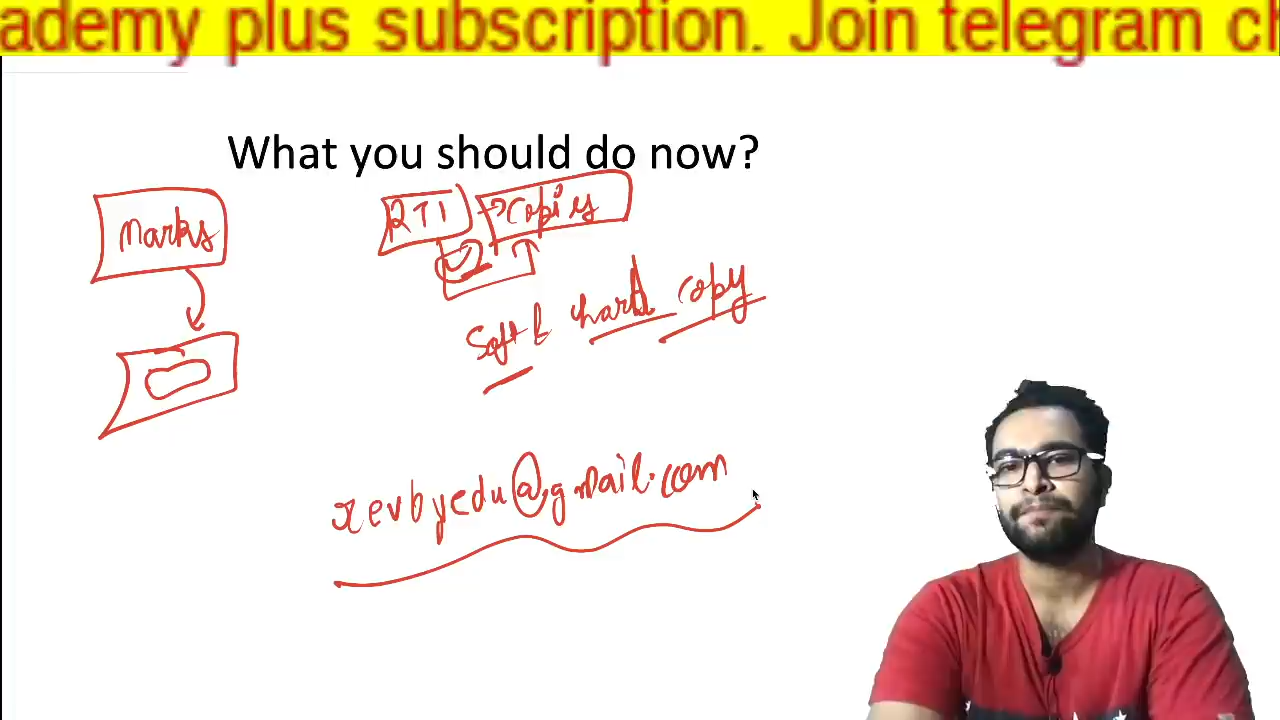 ademy plus subscription. Join telegram ch
What you should do now?
Marks
RTI → copies
Soft & hard copy
revbyedu@gmail.com